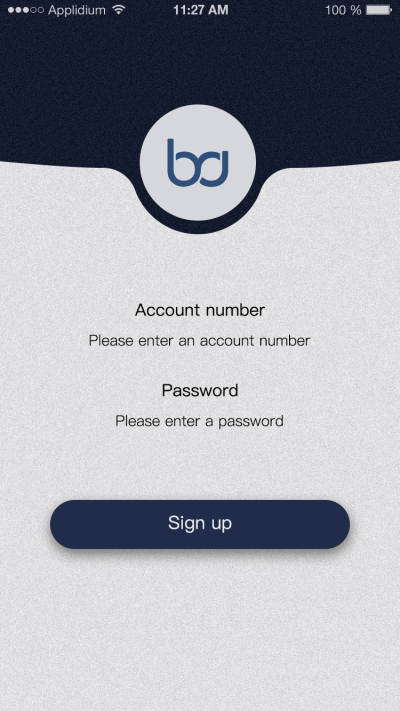 Applidium 11:27 AM 100 %
bd
Account number
Please enter an account number
Password
Please enter a password
Sign up